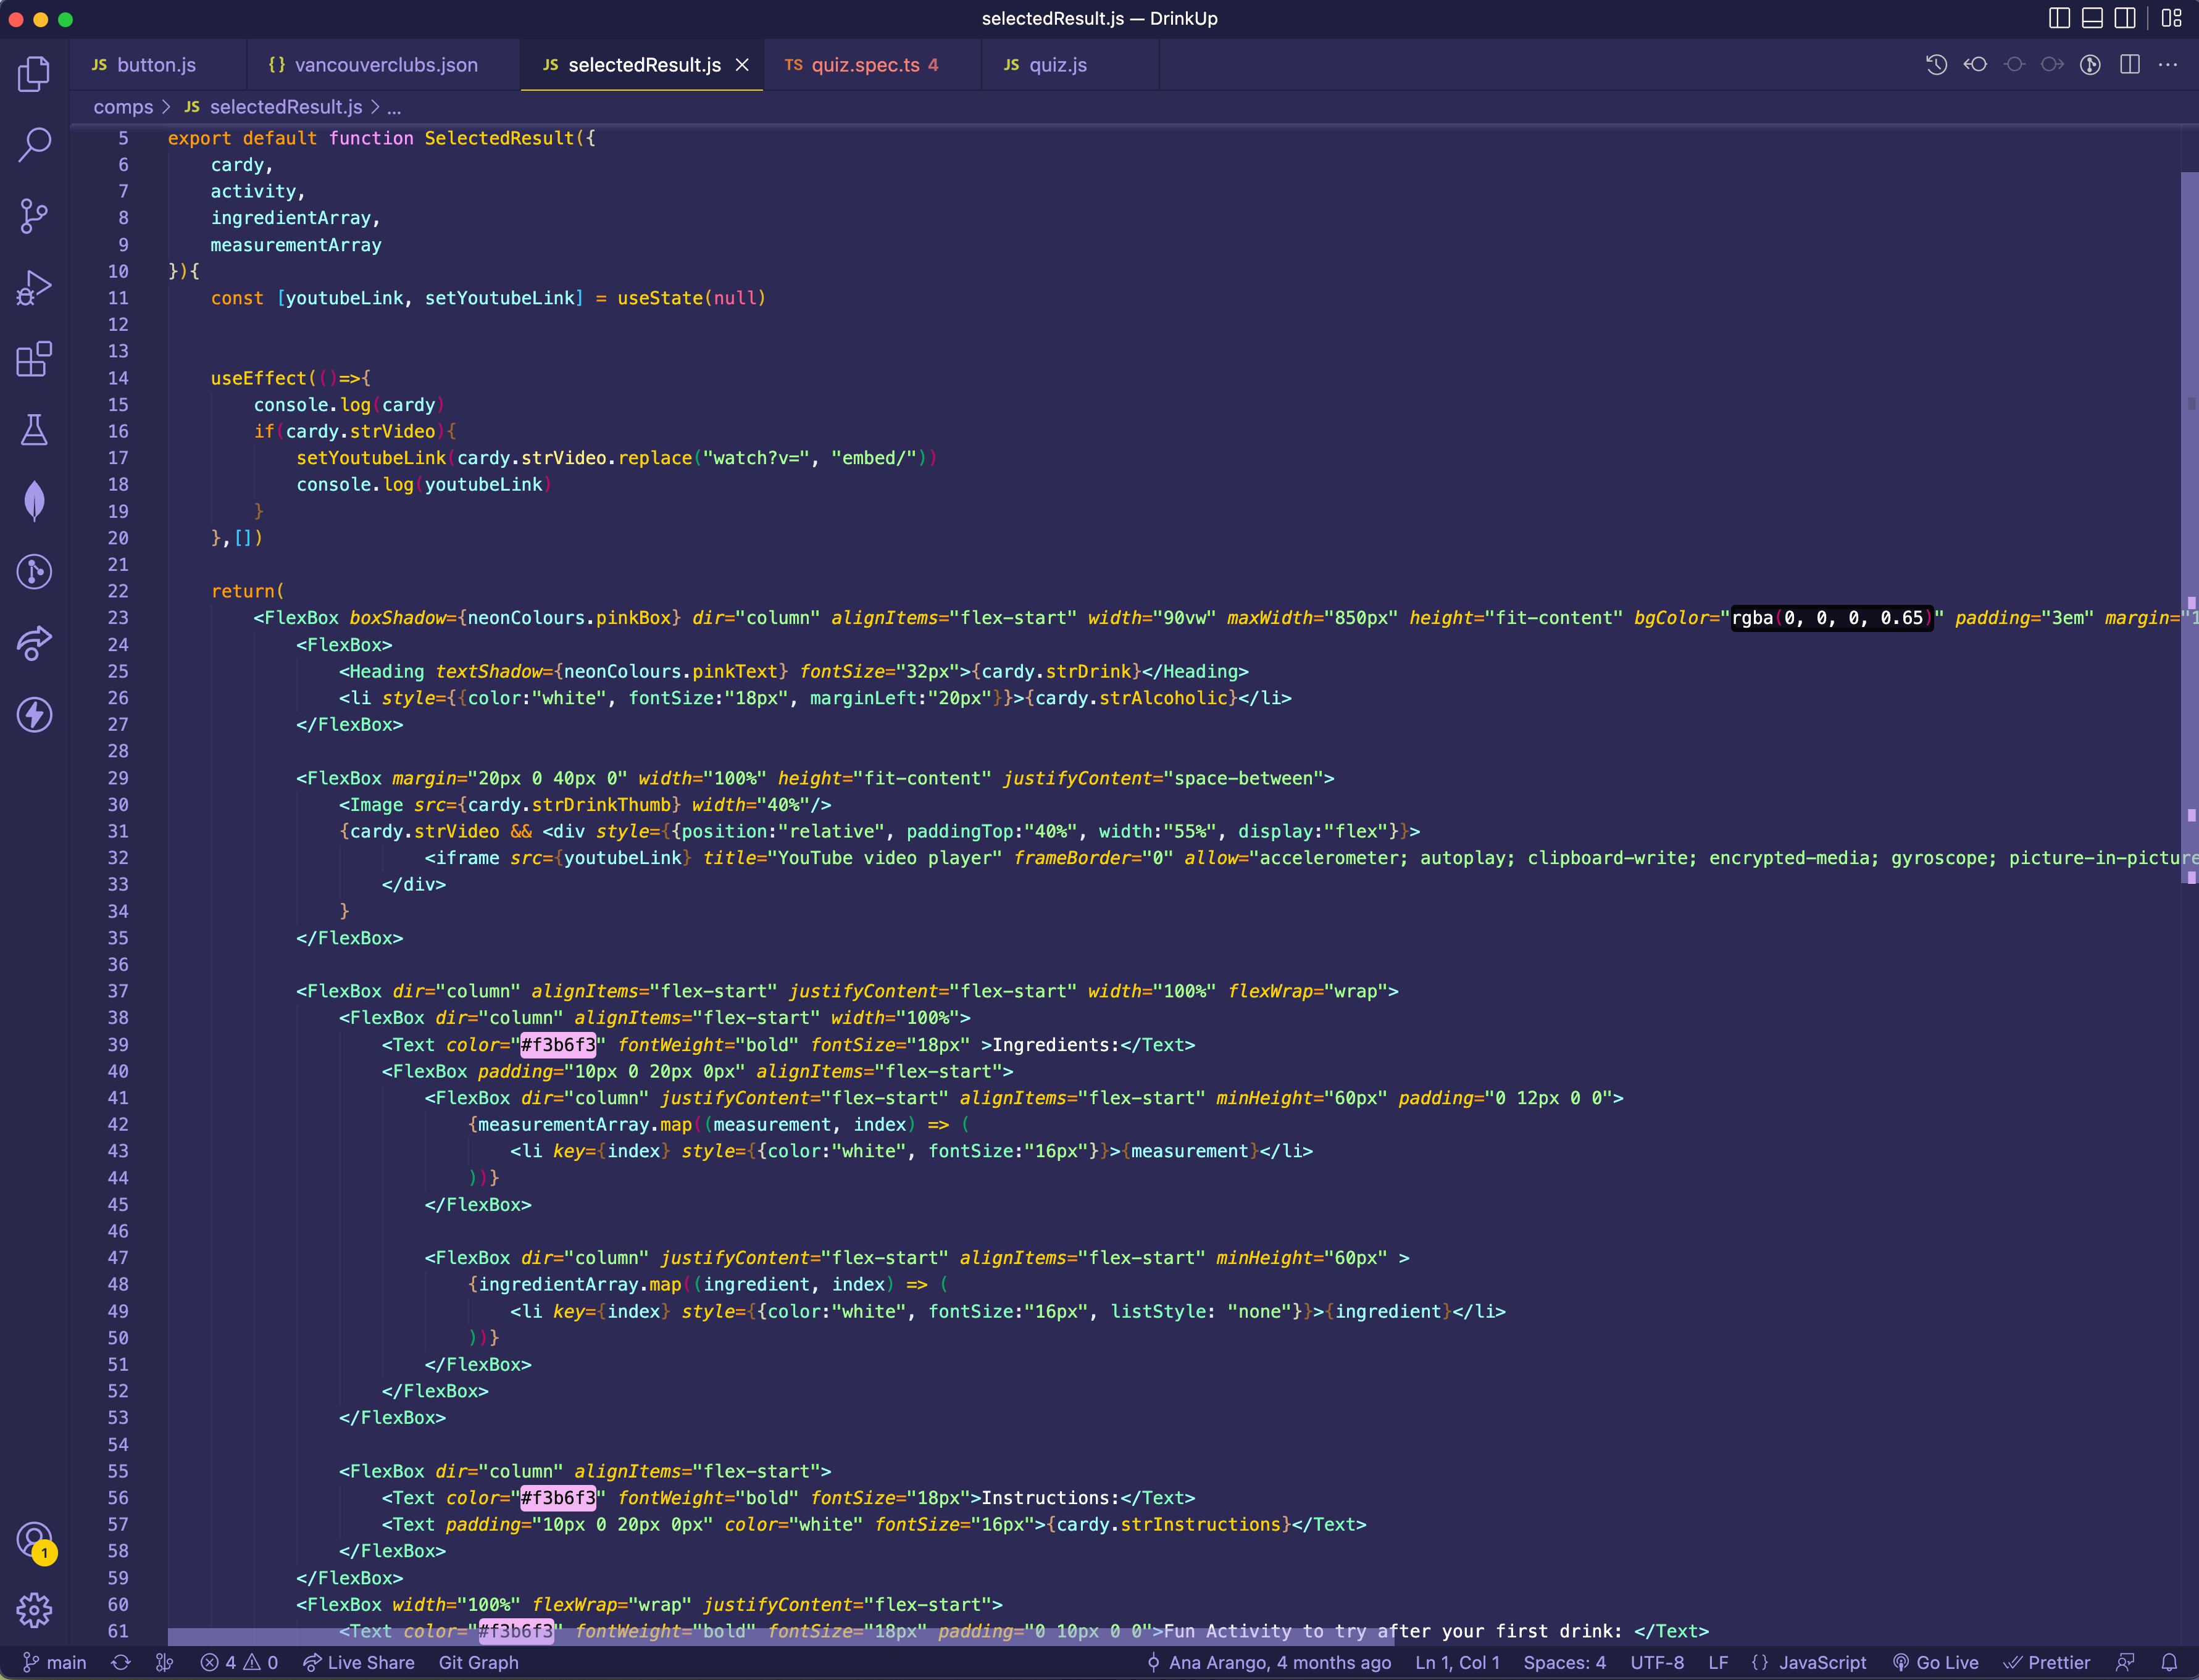 selectedResult.js — DrinkUp
JS button.js {} vancouverclubs.json JS selectedResult.js TS quiz.spec.ts 4 JS quiz.js
comps > JS selectedResult.js > ...
5 export default function SelectedResult({
6 cardy,
7 activity,
8 ingredientArray,
9 measurementArray
10 }){
11 const [youtubeLink, setYoutubeLink] = useState(null)
12
13
14 useEffect(()=>{
15 console.log(cardy)
16 if(cardy.strVideo){
17 setYoutubeLink(cardy.strVideo.replace("watch?v=", "embed/"))
18 console.log(youtubeLink)
19 }
20 },[])
21
22 return(
23 <FlexBox boxShadow={neonColours.pinkBox} dir="column" alignItems="flex-start" width="90vw" maxWidth="850px" height="fit-content" bgColor="rgba(0, 0, 0, 0.65)" padding="3em" margin="1
24 <FlexBox>
25 <Heading textShadow={neonColours.pinkText} fontSize="32px">{cardy.strDrink}</Heading>
26 <li style={{color:"white", fontSize:"18px", marginLeft:"20px"}}>{cardy.strAlcoholic}</li>
27 </FlexBox>
28
29 <FlexBox margin="20px 0 40px 0" width="100%" height="fit-content" justifyContent="space-between">
30 <Image src={cardy.strDrinkThumb} width="40%"/>
31 {cardy.strVideo && <div style={{position:"relative", paddingTop:"40%", width:"55%", display:"flex"}}>
32 <iframe src={youtubeLink} title="YouTube video player" frameBorder="0" allow="accelerometer; autoplay; clipboard-write; encrypted-media; gyroscope; picture-in-picture
33 </div>
34 }
35 </FlexBox>
36
37 <FlexBox dir="column" alignItems="flex-start" justifyContent="flex-start" width="100%" flexWrap="wrap">
38 <FlexBox dir="column" alignItems="flex-start" width="100%">
39 <Text color="#f3b6f3" fontWeight="bold" fontSize="18px" >Ingredients:</Text>
40 <FlexBox padding="10px 0 20px 0px" alignItems="flex-start">
41 <FlexBox dir="column" justifyContent="flex-start" alignItems="flex-start" minHeight="60px" padding="0 12px 0 0">
42 {measurementArray.map((measurement, index) => (
43 <li key={index} style={{color:"white", fontSize:"16px"}}>{measurement}</li>
44 ))}
45 </FlexBox>
46
47 <FlexBox dir="column" justifyContent="flex-start" alignItems="flex-start" minHeight="60px" >
48 {ingredientArray.map((ingredient, index) => (
49 <li key={index} style={{color:"white", fontSize:"16px", listStyle: "none"}}>{ingredient}</li>
50 ))}
51 </FlexBox>
52 </FlexBox>
53 </FlexBox>
54
55 <FlexBox dir="column" alignItems="flex-start">
56 <Text color="#f3b6f3" fontWeight="bold" fontSize="18px">Instructions:</Text>
57 <Text padding="10px 0 20px 0px" color="white" fontSize="16px">{cardy.strInstructions}</Text>
58 </FlexBox>
59 </FlexBox>
60 <FlexBox width="100%" flexWrap="wrap" justifyContent="flex-start">
61 <Text color="#f3b6f3" fontWeight="bold" fontSize="18px" padding="0 10px 0 0">Fun Activity to try after your first drink: </Text>
1
main 4 0 Live Share Git Graph Ana Arango, 4 months ago Ln 1, Col 1 Spaces: 4 UTF-8 LF {} JavaScript Go Live Prettier